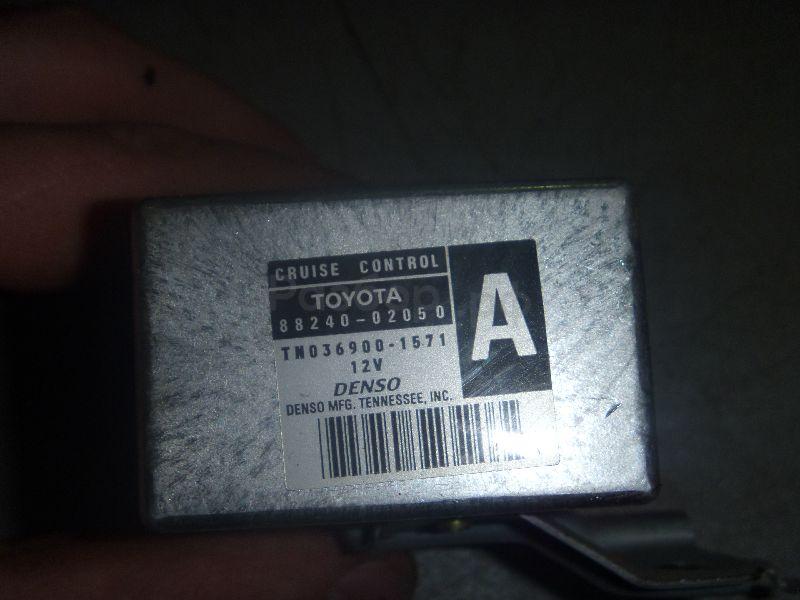 CRUISE CONTROL
TOYOTA
88240-02050
A
TN036900-1571
12V
DENSO
DENSO MFG. TENNESSEE, INC.